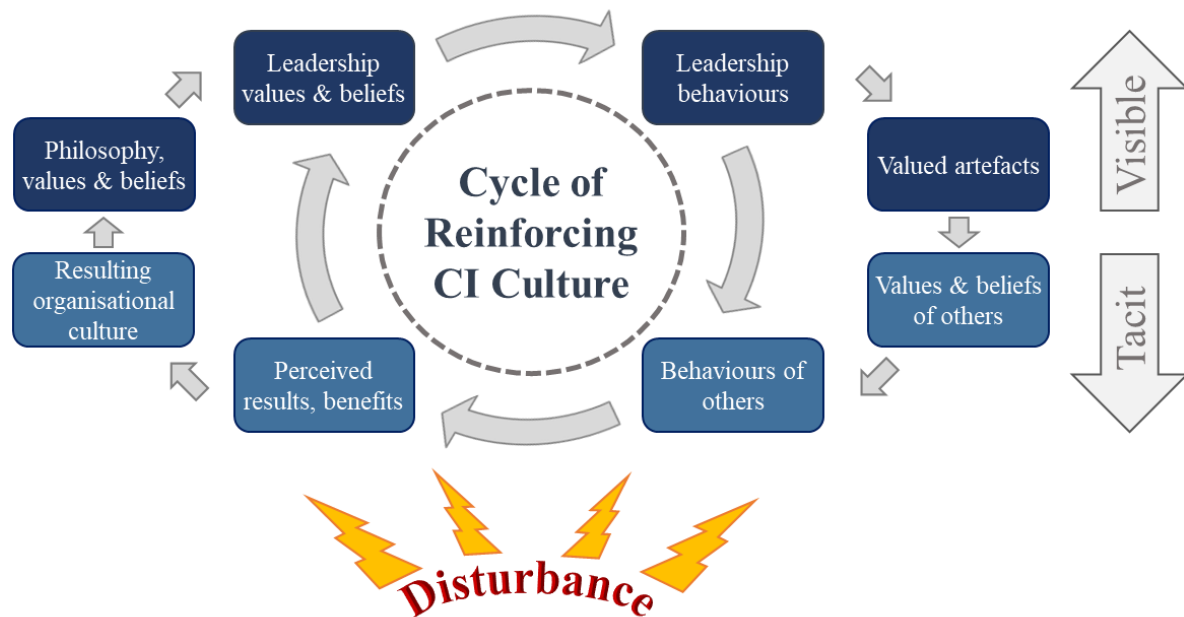 Leadership
values & beliefs
Leadership
behaviours
Philosophy,
values & beliefs
Cycle of
Reinforcing
CI Culture
Valued artefacts
Visible
Resulting
organisational
culture
Values & beliefs
of others
Tacit
Perceived
results, benefits
Behaviours of
others
Disturbance